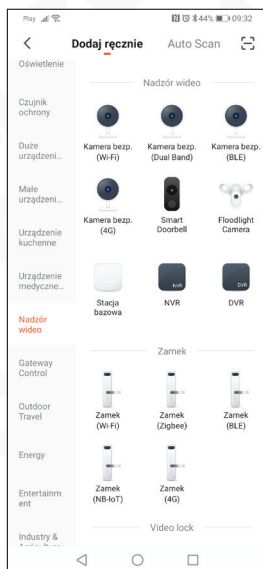 Play 44% 09:32
Dodaj ręcznie Auto Scan
Oświetlenie
Czujnik
ochrony
Duże
urządzeni...
Małe
urządzeni...
Urządzenie
kuchenne
Urządzenie
medyczne...
Nadzór
wideo
Gateway
Control
Outdoor
Travel
Energy
Entertainm
ent
Industry &
Nadzór wideo
Kamera bezp.
(Wi-Fi)
Kamera bezp.
(Dual Band)
Kamera bezp.
(BLE)
Kamera bezp.
(4G)
Smart
Doorbell
Floodlight
Camera
Stacja
bazowa
NVR
NVR
DVR
DVR
Zamek
Zamek
(Wi-Fi)
Zamek
(Zigbee)
Zamek
(BLE)
Zamek
(NB-IoT)
Zamek
(4G)
Video lock